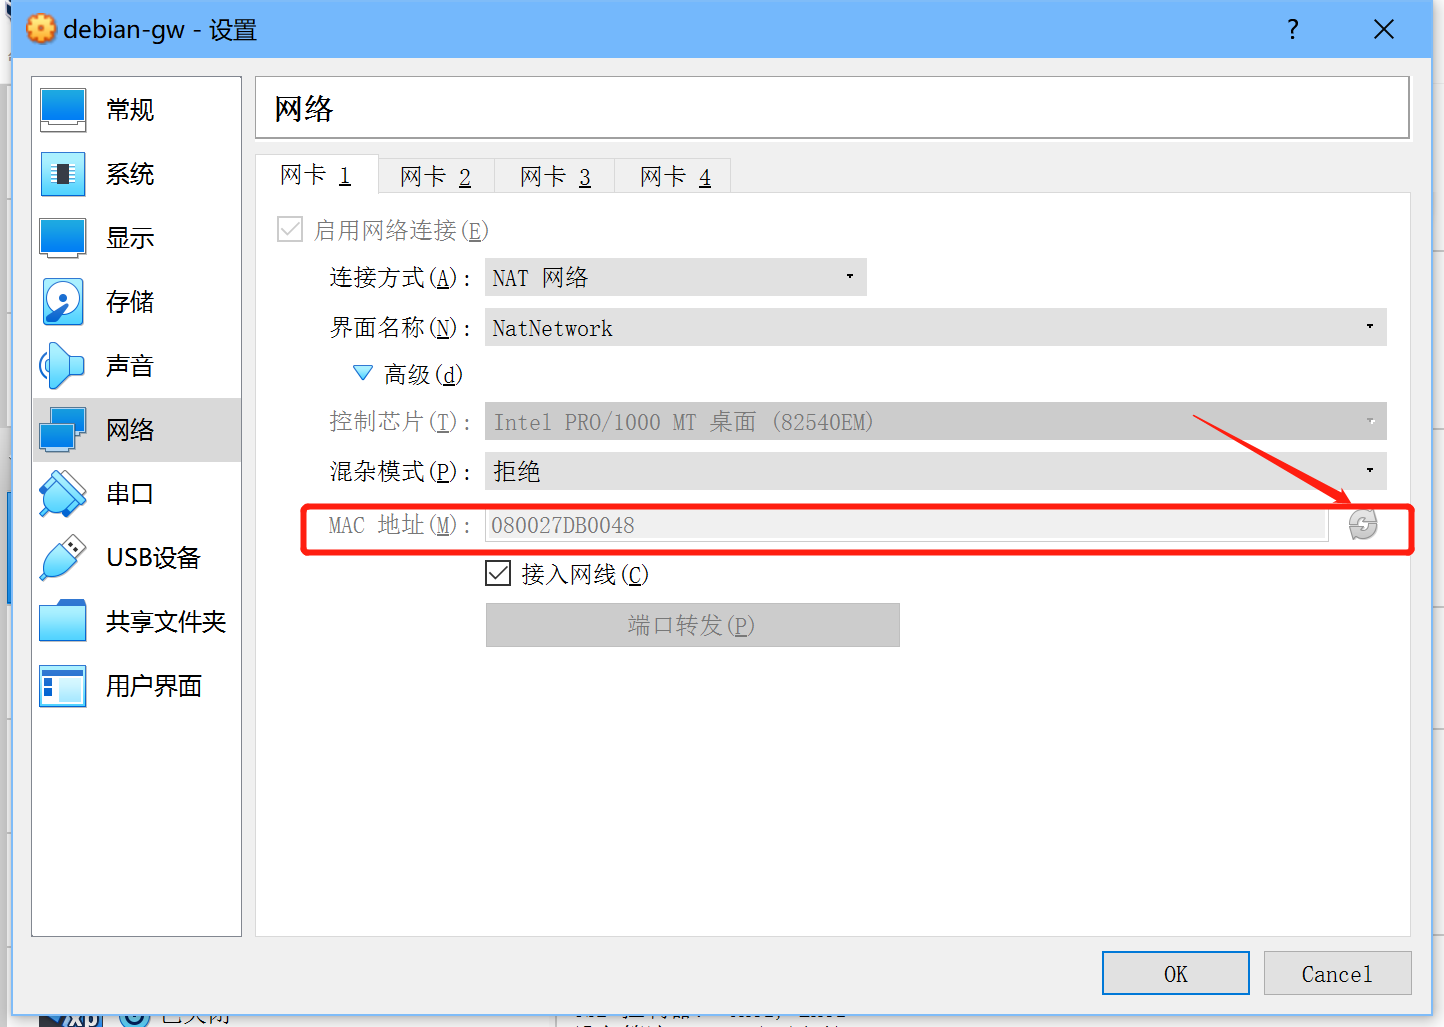 debian-gw - 设置
?
常规
系统
显示
存储
声音
网络
串口
USB设备
共享文件夹
用户界面
网络
网卡 1
网卡 2
网卡 3
网卡 4
启用网络连接(E)
连接方式(A): NAT 网络
界面名称(N): NatNetwork
高级(d)
控制芯片(T): Intel PRO/1000 MT 桌面 (82540EM)
混杂模式(P): 拒绝
MAC 地址(M): 080027DB0048
接入网线(C)
端口转发(P)
OK
Cancel
xp
已关闭